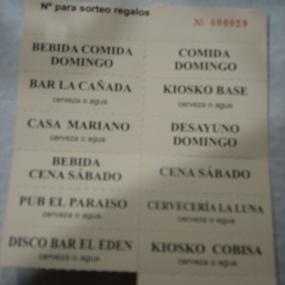 Nº para sorteo regalos
№ 000029
BEBIDA COMIDA
DOMINGO
COMIDA
DOMINGO
BAR LA CAÑADA
cerveza o agua
KIOSKO BASE
cerveza o agua
CASA MARIANO
cerveza o agua
DESAYUNO
DOMINGO
BEBIDA
CENA SÁBADO
CENA SÁBADO
PUB EL PARAISO
cerveza o agua
CERVECERÍA LA LUNA
cerveza o agua
DISCO BAR EL EDEN
cerveza o agua
KIOSKO COBISA
cerveza o agua